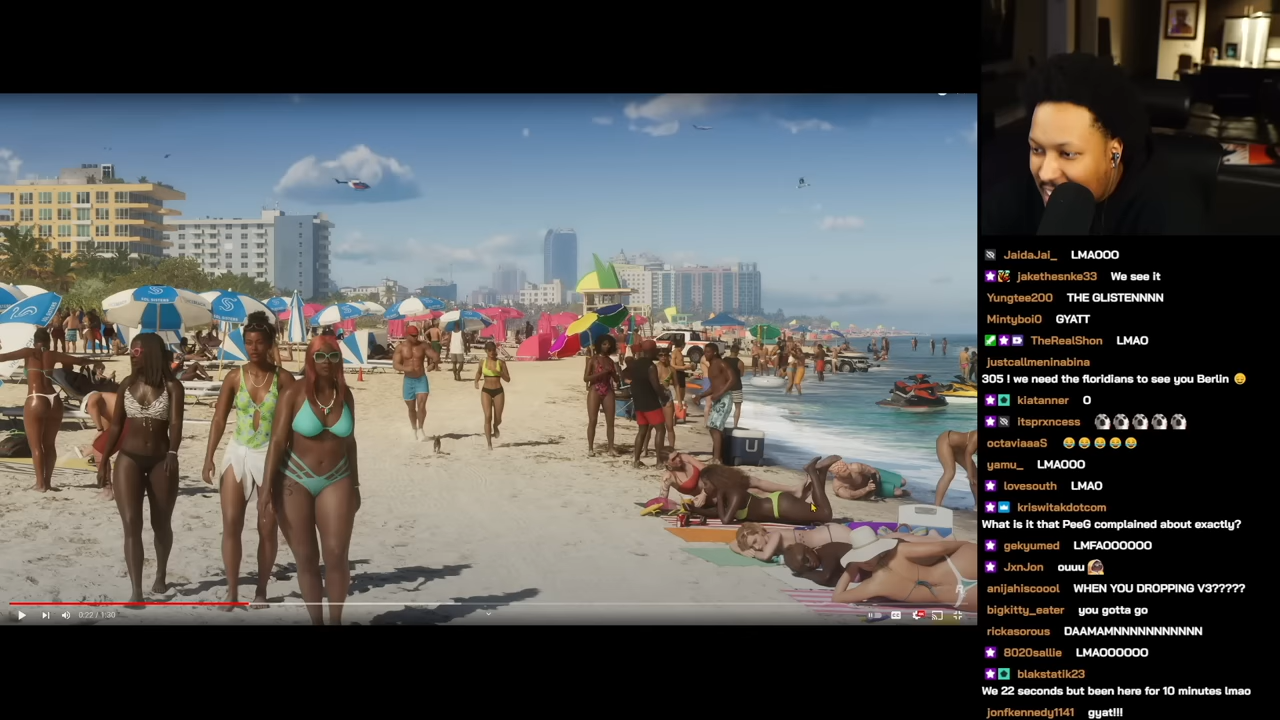 0:22 / 1:30
JaidaJai_ LMAOOO
jakethesnke33 We see it
Yungtee200 THE GLISTENNNN
Mintyboi0 GYATT
TheRealShon LMAO
justcallmeninabina
305 ! we need the floridians to see you Berlin
kiatanner O
itsprxncess
octaviaaaS
yamu_ LMAOOO
lovesouth LMAO
kriswitakdotcom
What is it that PeeG complained about exactly?
gekyumed LMFAOOOOOO
JxnJon ouuu
anijahiscoool WHEN YOU DROPPING V3?????
bigkitty_eater you gotta go
rickasorous DAAMAMNNNNNNNNNNN
8020sallie LMAOOOOOO
blakstatik23
We 22 seconds but been here for 10 minutes lmao
jonfkennedy1141 gyat!!!